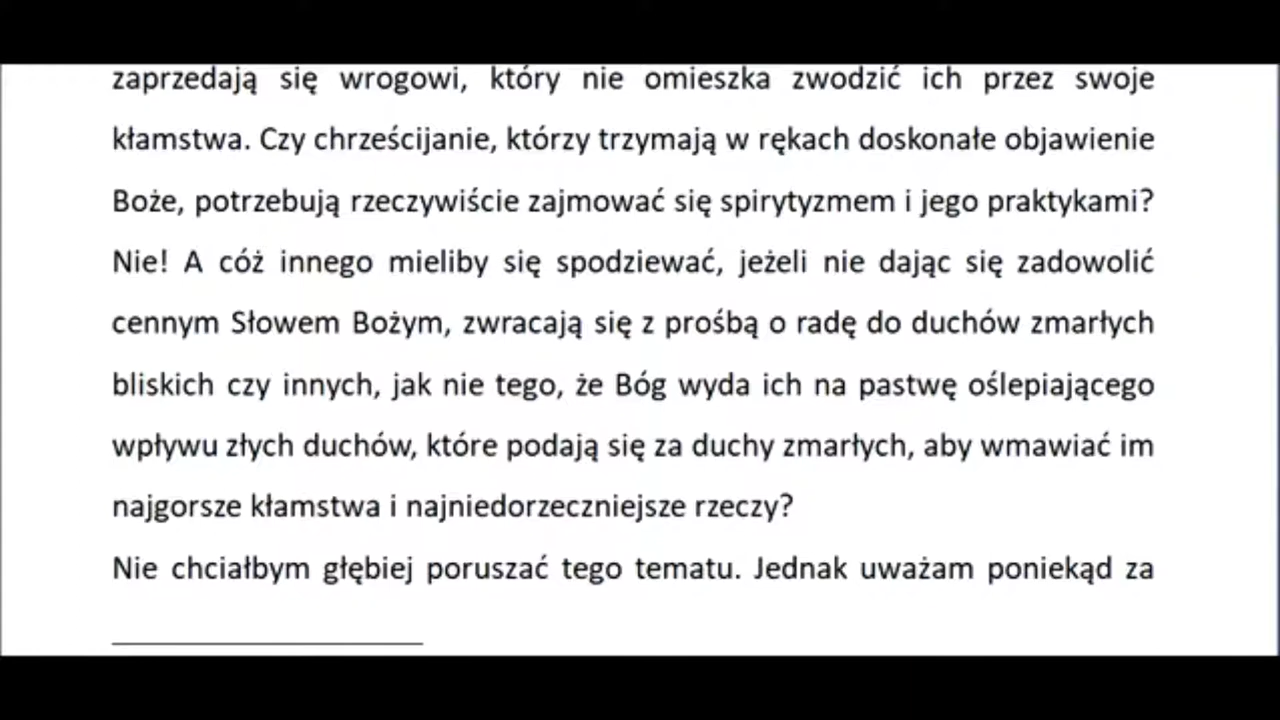 zaprzedają się wrogowi, który nie omieszka zwodzić ich przez swoje
kłamstwa. Czy chrześcijanie, którzy trzymają w rękach doskonałe objawienie
Boże, potrzebują rzeczywiście zajmować się spirytyzmem i jego praktykami?
Nie! A cóż innego mieliby się spodziewać, jeżeli nie dając się zadowolić
cennym Słowem Bożym, zwracają się z prośbą o radę do duchów zmarłych
bliskich czy innych, jak nie tego, że Bóg wyda ich na pastwę oślepiającego
wpływu złych duchów, które podają się za duchy zmarłych, aby wmawiać im
najgorsze kłamstwa i najniedorzeczniejsze rzeczy?
Nie chciałbym głębiej poruszać tego tematu. Jednak uważam poniekąd za